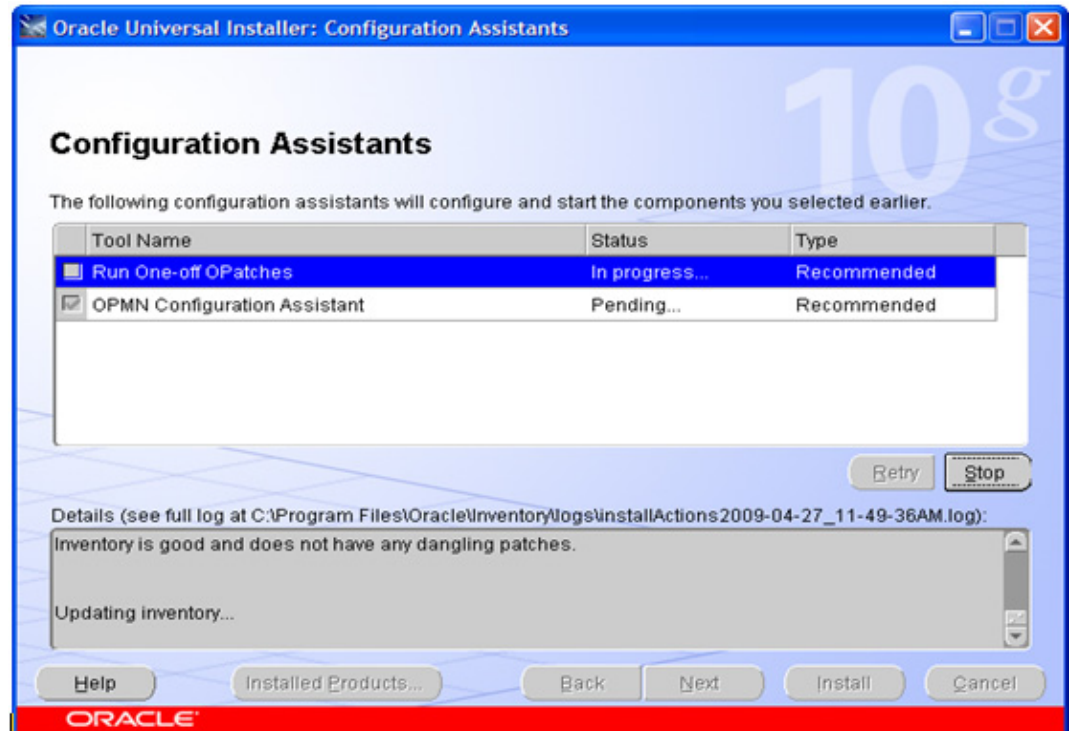 Oracle Universal Installer: Configuration Assistants
10g
Configuration Assistants
The following configuration assistants will configure and start the components you selected earlier.
Tool Name Status Type
Run One-off OPatches In progress... Recommended
OPMN Configuration Assistant Pending... Recommended
Retry Stop
Details (see full log at C:\Program Files\Oracle\Inventory\logs\installActions2009-04-27_11-49-36AM.log):
Inventory is good and does not have any dangling patches.
Updating inventory...
Help Installed Products... Back Next Install Cancel
ORACLE